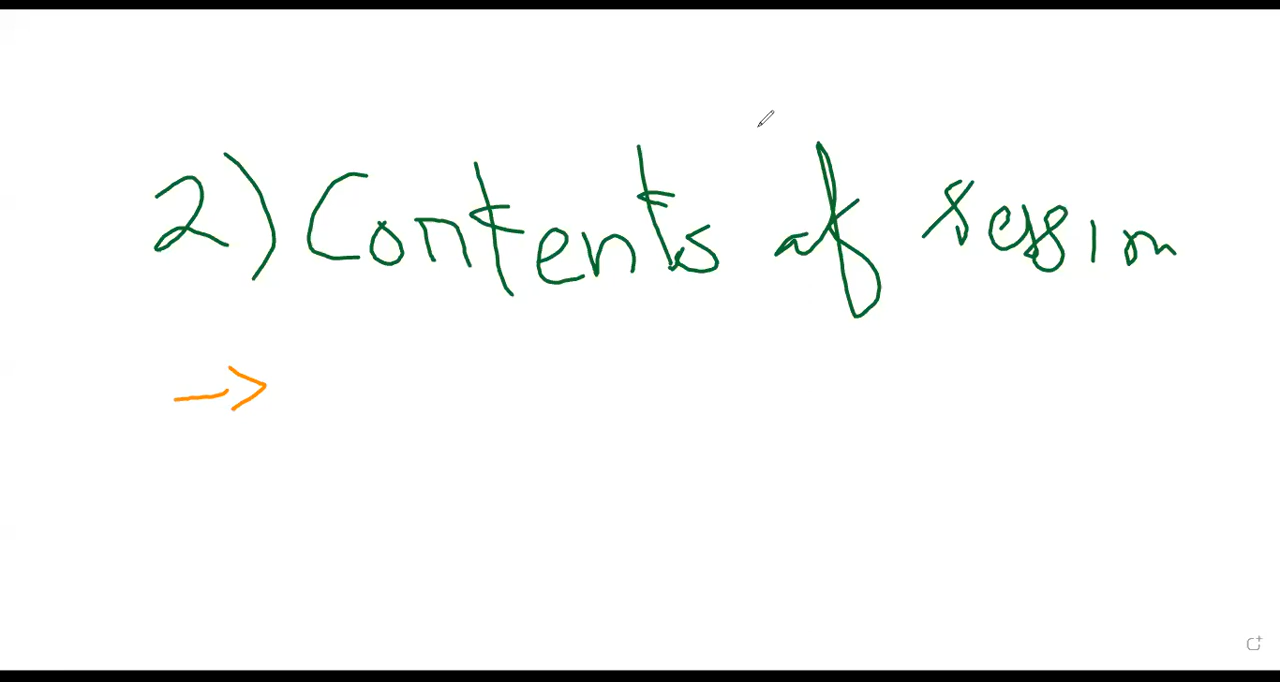 2) Contents of session
→